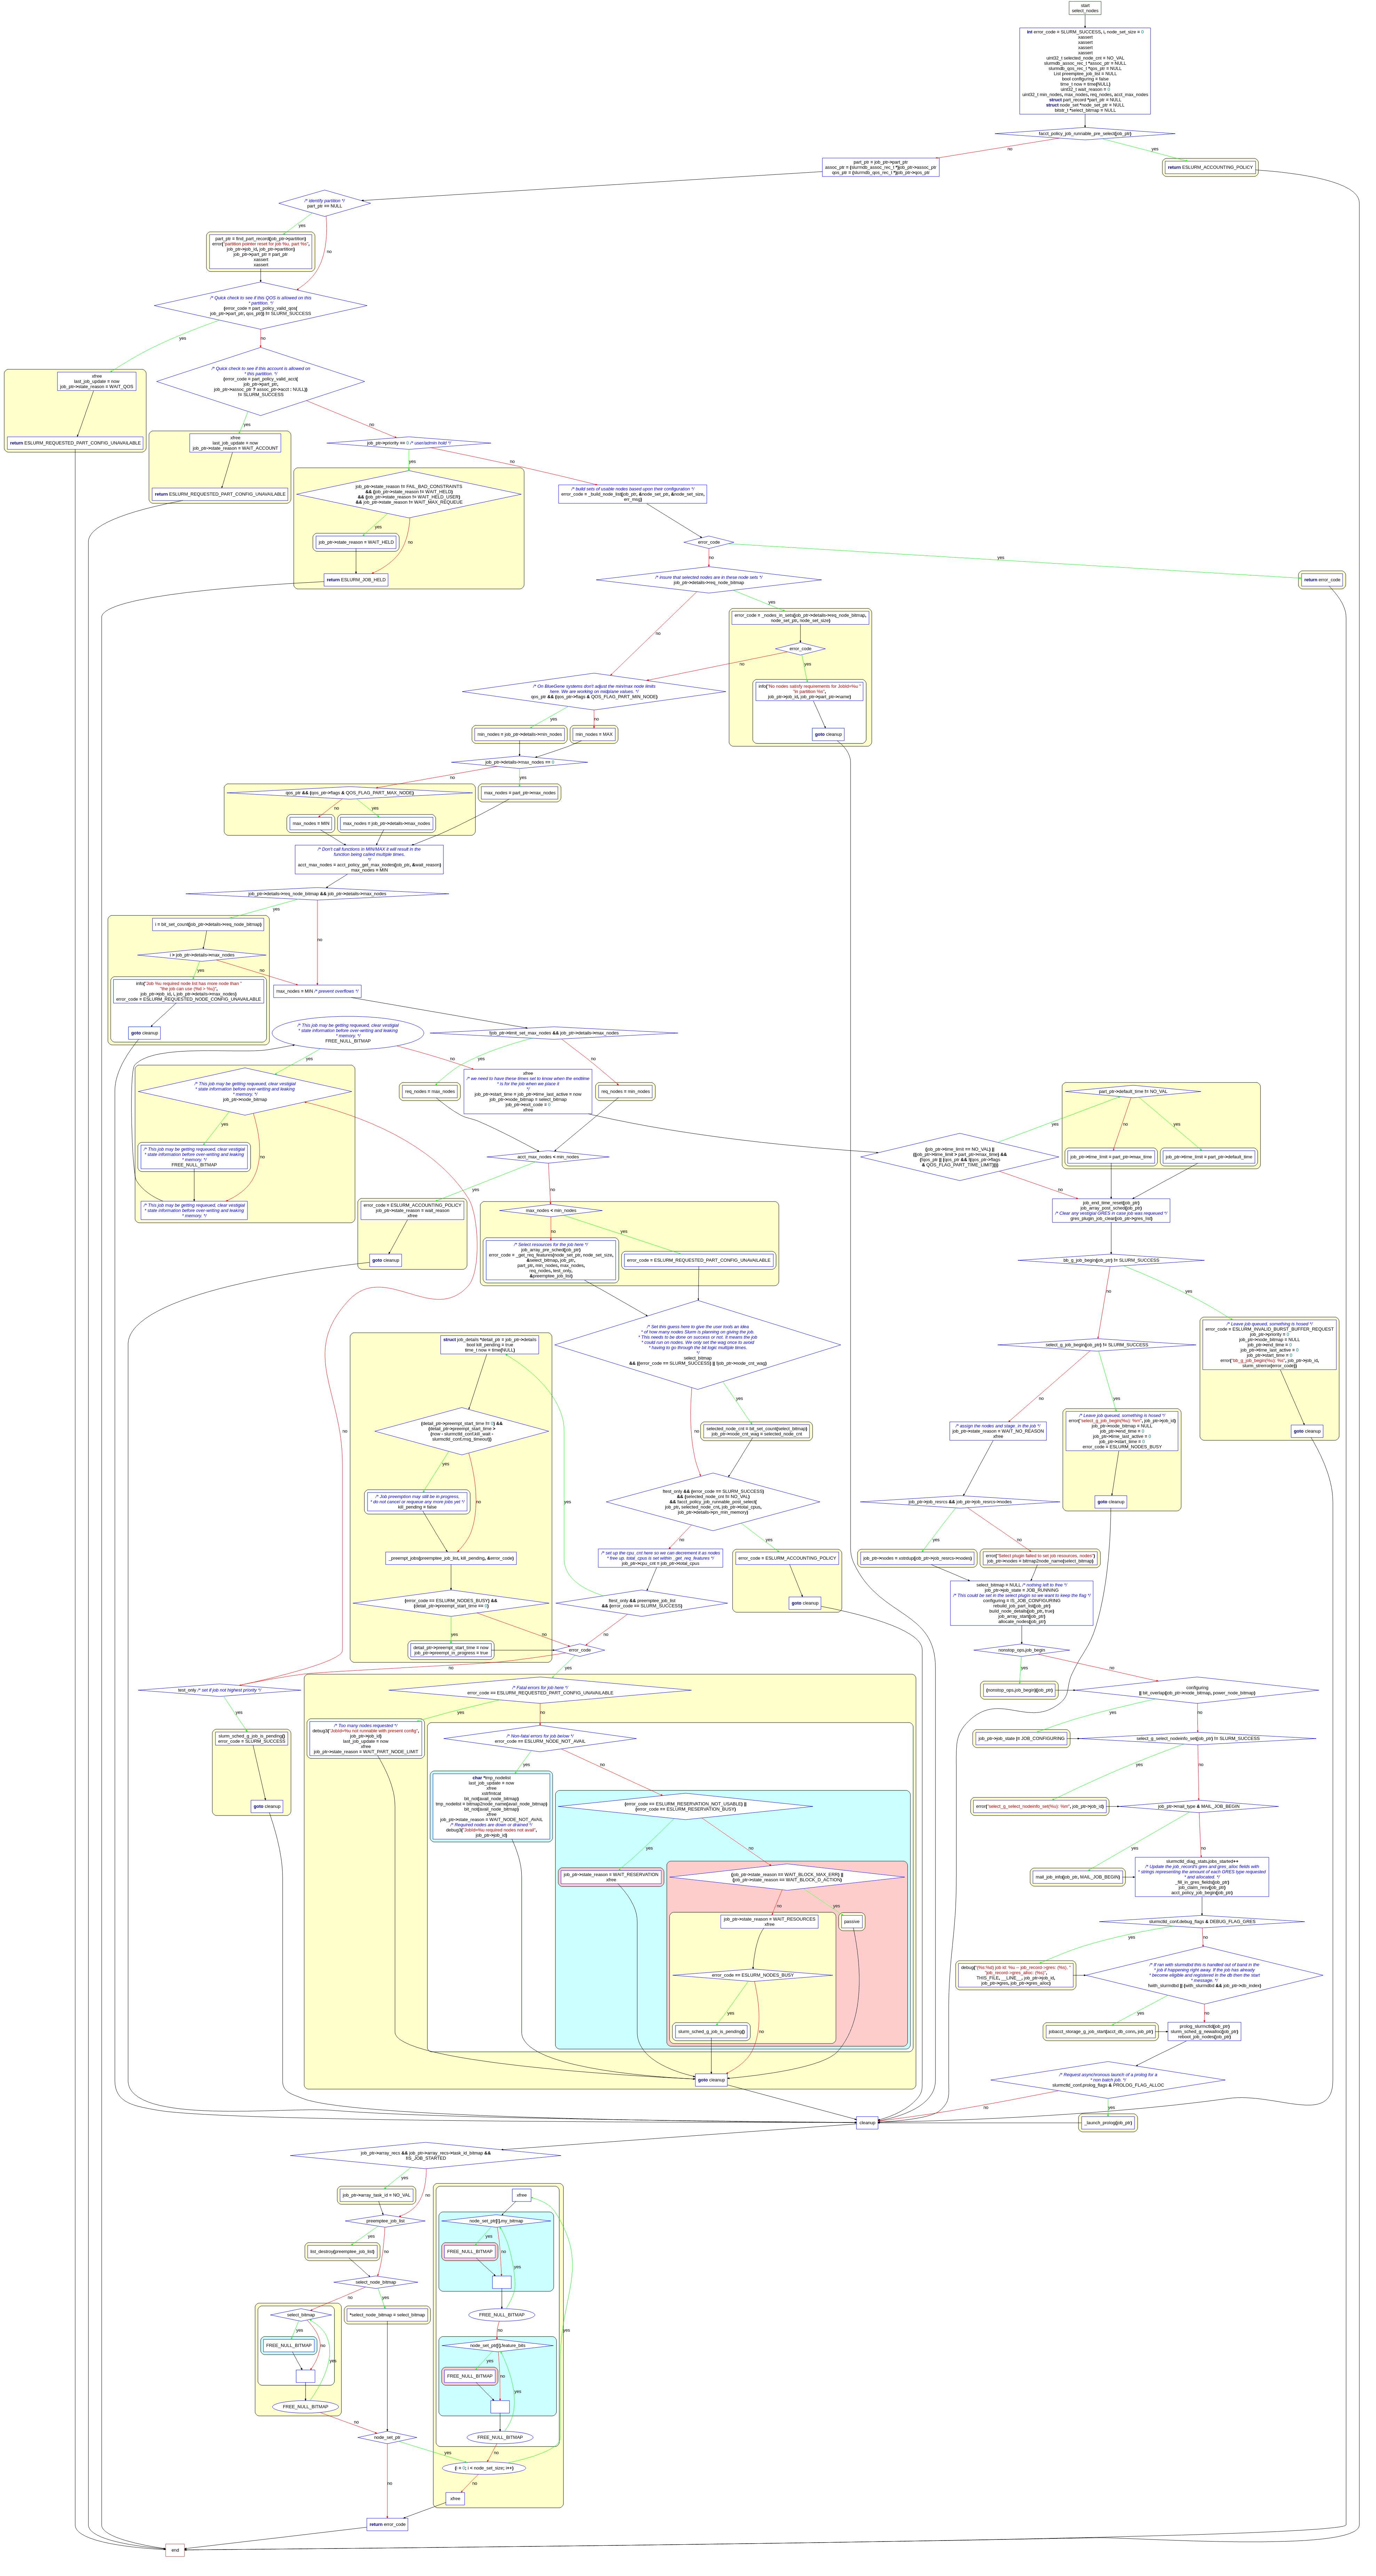 start
select_nodes
int error_code = SLURM_SUCCESS, i, node_set_size = 0
xassert
xassert
xassert
xassert
uint32_t selected_node_cnt = NO_VAL
slurmdb_assoc_rec_t *assoc_ptr = NULL
slurmdb_qos_rec_t *qos_ptr = NULL
List preemptee_job_list = NULL
bool configuring = false
time_t now = time(NULL)
uint32_t wait_reason = 0
uint32_t min_nodes, max_nodes, req_nodes, acct_max_nodes
struct part_record *part_ptr = NULL
struct node_set *node_set_ptr = NULL
bitstr_t *select_bitmap = NULL
!acct_policy_job_runnable_pre_select(job_ptr)
no
yes
part_ptr = job_ptr->part_ptr
assoc_ptr = (slurmdb_assoc_rec_t *)job_ptr->assoc_ptr
qos_ptr = (slurmdb_qos_rec_t *)job_ptr->qos_ptr
return ESLURM_ACCOUNTING_POLICY
/* identify partition */
part_ptr == NULL
yes
no
part_ptr = find_part_record(job_ptr->partition)
error("partition pointer reset for job %u, part %s",
job_ptr->job_id, job_ptr->partition)
job_ptr->part_ptr = part_ptr
xassert
xassert
/* Quick check to see if this QOS is allowed on this
* partition. */
(error_code = part_policy_valid_qos(
job_ptr->part_ptr, qos_ptr)) != SLURM_SUCCESS
yes
no
xfree
last_job_update = now
job_ptr->state_reason = WAIT_QOS
return ESLURM_REQUESTED_PART_CONFIG_UNAVAILABLE
/* Quick check to see if this account is allowed on
* this partition. */
(error_code = part_policy_valid_acct(
job_ptr->part_ptr,
job_ptr->assoc_ptr ? assoc_ptr->acct : NULL))
!= SLURM_SUCCESS
yes
no
xfree
last_job_update = now
job_ptr->state_reason = WAIT_ACCOUNT
return ESLURM_REQUESTED_PART_CONFIG_UNAVAILABLE
job_ptr->priority == 0 /* user/admin hold */
yes
no
job_ptr->state_reason != FAIL_BAD_CONSTRAINTS
&& (job_ptr->state_reason != WAIT_HELD)
&& (job_ptr->state_reason != WAIT_HELD_USER)
&& job_ptr->state_reason != WAIT_MAX_REQUEUE
yes
no
job_ptr->state_reason = WAIT_HELD
return ESLURM_JOB_HELD
/* build sets of usable nodes based upon their configuration */
error_code = _build_node_list(job_ptr, &node_set_ptr, &node_set_size,
err_msg)
error_code
no
yes
return error_code
/* insure that selected nodes are in these node sets */
job_ptr->details->req_node_bitmap
yes
no
error_code = _nodes_in_sets(job_ptr->details->req_node_bitmap,
node_set_ptr, node_set_size)
error_code
no
yes
info("No nodes satisfy requirements for JobId=%u "
"in partition %s",
job_ptr->job_id, job_ptr->part_ptr->name)
goto cleanup
/* On BlueGene systems don't adjust the min/max node limits
here. We are working on midplane values. */
qos_ptr && (qos_ptr->flags & QOS_FLAG_PART_MIN_NODE)
yes
no
min_nodes = job_ptr->details->min_nodes
min_nodes = MAX
job_ptr->details->max_nodes == 0
no
yes
qos_ptr && (qos_ptr->flags & QOS_FLAG_PART_MAX_NODE)
max_nodes = part_ptr->max_nodes
no
yes
max_nodes = MIN
max_nodes = job_ptr->details->max_nodes
/* Don't call functions in MIN/MAX it will result in the
function being called multiple times.
*/
acct_max_nodes = acct_policy_get_max_nodes(job_ptr, &wait_reason)
max_nodes = MIN
job_ptr->details->req_node_bitmap && job_ptr->details->max_nodes
yes
no
i = bit_set_count(job_ptr->details->req_node_bitmap)
i > job_ptr->details->max_nodes
yes
no
info("Job %u required node list has more node than "
"the job can use (%d > %u)",
job_ptr->job_id, i, job_ptr->details->max_nodes)
error_code = ESLURM_REQUESTED_NODE_CONFIG_UNAVAILABLE
goto cleanup
max_nodes = MIN /* prevent overflows */
/* This job may be getting requeued, clear vestigial
* state information before over-writing and leaking
* memory. */
FREE_NULL_BITMAP
!job_ptr->limit_set_max_nodes && job_ptr->details->max_nodes
yes
no
yes
no
/* This job may be getting requeued, clear vestigial
* state information before over-writing and leaking
* memory. */
job_ptr->node_bitmap
yes
no
/* This job may be getting requeued, clear vestigial
* state information before over-writing and leaking
* memory. */
FREE_NULL_BITMAP
/* This job may be getting requeued, clear vestigial
* state information before over-writing and leaking
* memory. */
req_nodes = max_nodes
xfree
/* we need to have these times set to know when the endtime
* is for the job when we place it
*/
job_ptr->start_time = job_ptr->time_last_active = now
job_ptr->node_bitmap = select_bitmap
job_ptr->exit_code = 0
xfree
req_nodes = min_nodes
part_ptr->default_time != NO_VAL
yes
no
yes
job_ptr->time_limit = part_ptr->max_time
job_ptr->time_limit = part_ptr->default_time
(job_ptr->time_limit == NO_VAL) ||
((job_ptr->time_limit > part_ptr->max_time) &&
(!qos_ptr || (qos_ptr && !(qos_ptr->flags
& QOS_FLAG_PART_TIME_LIMIT))))
no
acct_max_nodes < min_nodes
yes
no
error_code = ESLURM_ACCOUNTING_POLICY
job_ptr->state_reason = wait_reason
xfree
goto cleanup
max_nodes < min_nodes
no
yes
/* Select resources for the job here */
job_array_pre_sched(job_ptr)
error_code = _get_req_features(node_set_ptr, node_set_size,
&select_bitmap, job_ptr,
part_ptr, min_nodes, max_nodes,
req_nodes, test_only,
&preemptee_job_list)
error_code = ESLURM_REQUESTED_PART_CONFIG_UNAVAILABLE
job_end_time_reset(job_ptr)
job_array_post_sched(job_ptr)
/* Clear any vestigial GRES in case job was requeued */
gres_plugin_job_clear(job_ptr->gres_list)
bb_g_job_begin(job_ptr) != SLURM_SUCCESS
no
yes
/* Leave job queued, something is hosed */
error_code = ESLURM_INVALID_BURST_BUFFER_REQUEST
job_ptr->priority = 0
job_ptr->node_bitmap = NULL
job_ptr->end_time = 0
job_ptr->time_last_active = 0
job_ptr->start_time = 0
error("bb_g_job_begin(%u): %s", job_ptr->job_id,
slurm_strerror(error_code))
goto cleanup
/* Set this guess here to give the user tools an idea
* of how many nodes Slurm is planning on giving the job.
* This needs to be done on success or not. It means the job
* could run on nodes. We only set the wag once to avoid
* having to go through the bit logic multiple times.
*/
select_bitmap
&& ((error_code == SLURM_SUCCESS) || !job_ptr->node_cnt_wag)
no
yes
selected_node_cnt = bit_set_count(select_bitmap)
job_ptr->node_cnt_wag = selected_node_cnt
struct job_details *detail_ptr = job_ptr->details
bool kill_pending = true
time_t now = time(NULL)
(detail_ptr->preempt_start_time != 0) &&
(detail_ptr->preempt_start_time >
(now - slurmctld_conf.kill_wait -
slurmctld_conf.msg_timeout))
yes
no
/* Job preemption may still be in progress,
* do not cancel or requeue any more jobs yet */
kill_pending = false
_preempt_jobs(preemptee_job_list, kill_pending, &error_code)
(error_code == ESLURM_NODES_BUSY) &&
(detail_ptr->preempt_start_time == 0)
yes
no
detail_ptr->preempt_start_time = now
job_ptr->preempt_in_progress = true
select_g_job_begin(job_ptr) != SLURM_SUCCESS
no
yes
/* assign the nodes and stage_in the job */
job_ptr->state_reason = WAIT_NO_REASON
xfree
/* Leave job queued, something is hosed */
error("select_g_job_begin(%u): %m", job_ptr->job_id)
job_ptr->node_bitmap = NULL
job_ptr->end_time = 0
job_ptr->time_last_active = 0
job_ptr->start_time = 0
error_code = ESLURM_NODES_BUSY
goto cleanup
!test_only && (error_code == SLURM_SUCCESS)
&& (selected_node_cnt != NO_VAL)
&& !acct_policy_job_runnable_post_select(
job_ptr, selected_node_cnt, job_ptr->total_cpus,
job_ptr->details->pn_min_memory)
no
yes
/* set up the cpu_cnt here so we can decrement it as nodes
* free up. total_cpus is set within _get_req_features */
job_ptr->cpu_cnt = job_ptr->total_cpus
error_code = ESLURM_ACCOUNTING_POLICY
goto cleanup
!test_only && preemptee_job_list
&& (error_code == SLURM_SUCCESS)
yes
no
error_code
no
yes
job_ptr->job_resrcs && job_ptr->job_resrcs->nodes
yes
no
job_ptr->nodes = xstrdup(job_ptr->job_resrcs->nodes)
error("Select plugin failed to set job resources, nodes")
job_ptr->nodes = bitmap2node_name(select_bitmap)
select_bitmap = NULL /* nothing left to free */
job_ptr->job_state = JOB_RUNNING
/* This could be set in the select plugin so we want to keep the flag */
configuring = IS_JOB_CONFIGURING
rebuild_job_part_list(job_ptr)
build_node_details(job_ptr, true)
job_array_start(job_ptr)
allocate_nodes(job_ptr)
nonstop_ops.job_begin
yes
no
(nonstop_ops.job_begin)(job_ptr)
configuring
|| bit_overlap(job_ptr->node_bitmap, power_node_bitmap)
yes
no
job_ptr->job_state |= JOB_CONFIGURING
select_g_select_nodeinfo_set(job_ptr) != SLURM_SUCCESS
yes
no
error("select_g_select_nodeinfo_set(%u): %m", job_ptr->job_id)
job_ptr->mail_type & MAIL_JOB_BEGIN
yes
no
mail_job_info(job_ptr, MAIL_JOB_BEGIN)
slurmctld_diag_stats.jobs_started++
/* Update the job_record's gres and gres_alloc fields with
* strings representing the amount of each GRES type requested
* and allocated. */
_fill_in_gres_fields(job_ptr)
job_claim_resv(job_ptr)
acct_policy_job_begin(job_ptr)
slurmctld_conf.debug_flags & DEBUG_FLAG_GRES
yes
no
debug("(%s:%d) job id: %u -- job_record->gres: (%s), "
"job_record->gres_alloc: (%s)",
THIS_FILE, __LINE__, job_ptr->job_id,
job_ptr->gres, job_ptr->gres_alloc)
/* If ran with slurmdbd this is handled out of band in the
* job if happening right away. If the job has already
* become eligible and registered in the db then the start
* message. */
!with_slurmdbd || (with_slurmdbd && job_ptr->db_index)
yes
no
jobacct_storage_g_job_start(acct_db_conn, job_ptr)
prolog_slurmctld(job_ptr)
slurm_sched_g_newalloc(job_ptr)
reboot_job_nodes(job_ptr)
/* Request asynchronous launch of a prolog for a
* non batch job. */
slurmctld_conf.prolog_flags & PROLOG_FLAG_ALLOC
no
yes
_launch_prolog(job_ptr)
test_only /* set if job not highest priority */
no
yes
slurm_sched_g_job_is_pending()
error_code = SLURM_SUCCESS
goto cleanup
/* Fatal errors for job here */
error_code == ESLURM_REQUESTED_PART_CONFIG_UNAVAILABLE
yes
no
/* Too many nodes requested */
debug3("JobId=%u not runnable with present config",
job_ptr->job_id)
last_job_update = now
xfree
job_ptr->state_reason = WAIT_PART_NODE_LIMIT
/* Non-fatal errors for job below */
error_code == ESLURM_NODE_NOT_AVAIL
yes
no
char *tmp_nodelist
last_job_update = now
xfree
xstrfmtcat
bit_not(avail_node_bitmap)
tmp_nodelist = bitmap2node_name(avail_node_bitmap)
bit_not(avail_node_bitmap)
xfree
job_ptr->state_reason = WAIT_NODE_NOT_AVAIL
/* Required nodes are down or drained */
debug3("JobId=%u required nodes not avail",
job_ptr->job_id)
(error_code == ESLURM_RESERVATION_NOT_USABLE) ||
(error_code == ESLURM_RESERVATION_BUSY)
yes
no
job_ptr->state_reason = WAIT_RESERVATION
xfree
(job_ptr->state_reason == WAIT_BLOCK_MAX_ERR) ||
(job_ptr->state_reason == WAIT_BLOCK_D_ACTION)
no
yes
job_ptr->state_reason = WAIT_RESOURCES
xfree
passive
error_code == ESLURM_NODES_BUSY
yes
no
slurm_sched_g_job_is_pending()
goto cleanup
cleanup
job_ptr->array_recs && job_ptr->array_recs->task_id_bitmap &&
!IS_JOB_STARTED
yes
no
job_ptr->array_task_id = NO_VAL
preemptee_job_list
yes
no
list_destroy(preemptee_job_list)
select_node_bitmap
no
yes
select_bitmap
yes
no
yes
FREE_NULL_BITMAP
FREE_NULL_BITMAP
no
*select_node_bitmap = select_bitmap
xfree
node_set_ptr[i].my_bitmap
yes
no
yes
FREE_NULL_BITMAP
FREE_NULL_BITMAP
no
node_set_ptr[i].feature_bits
yes
no
yes
FREE_NULL_BITMAP
FREE_NULL_BITMAP
no
yes
node_set_ptr
yes
no
(i = 0; i < node_set_size; i++)
no
xfree
return error_code
end